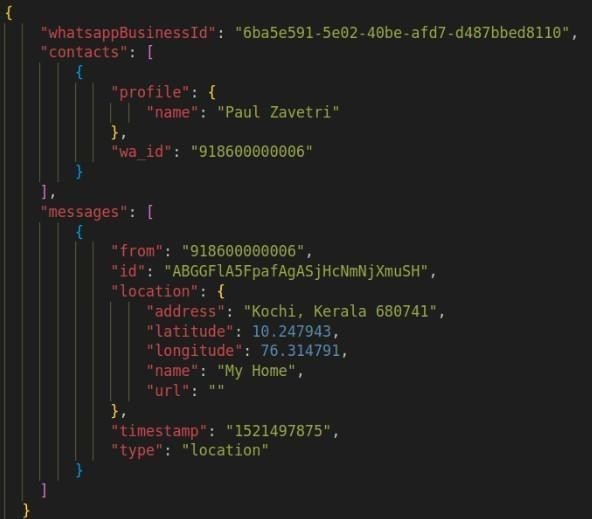 {
"whatsappBusinessId": "6ba5e591-5e02-40be-afd7-d487bbed8110",
"contacts": [
{
"profile": {
"name": "Paul Zavetri"
},
"wa_id": "918600000006"
}
],
"messages": [
{
"from": "918600000006",
"id": "ABGGFlA5FpafAgASjHcNmNjXmuSH",
"location": {
"address": "Kochi, Kerala 680741",
"latitude": 10.247943,
"longitude": 76.314791,
"name": "My Home",
"url": ""
},
"timestamp": "1521497875",
"type": "location"
}
]
}